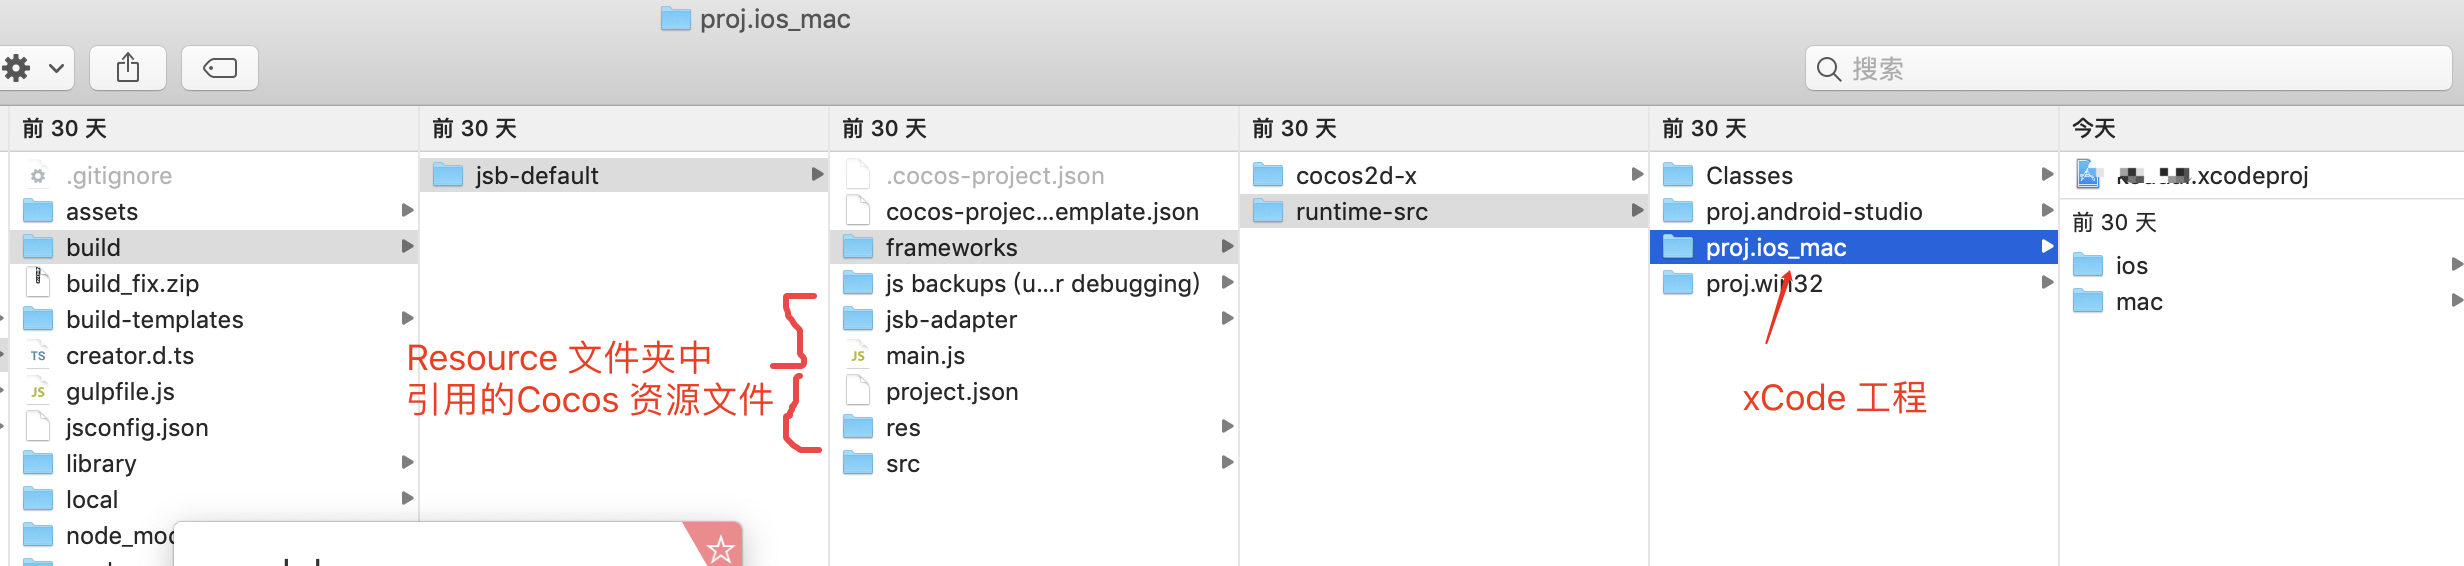 proj.ios_mac
搜索
前 30 天
.gitignore
assets
build
build_fix.zip
build-templates
creator.d.ts
gulpfile.js
jsconfig.json
library
local
前 30 天
jsb-default
Resource 文件夹中
引用的Cocos 资源文件
前 30 天
.cocos-project.json
cocos-projec...emplate.json
frameworks
js backups (u...r debugging)
jsb-adapter
main.js
project.json
res
src
前 30 天
cocos2d-x
runtime-src
前 30 天
Classes
proj.android-studio
proj.ios_mac
proj.win32
xCode 工程
今天
.xcodeproj
前 30 天
ios
mac